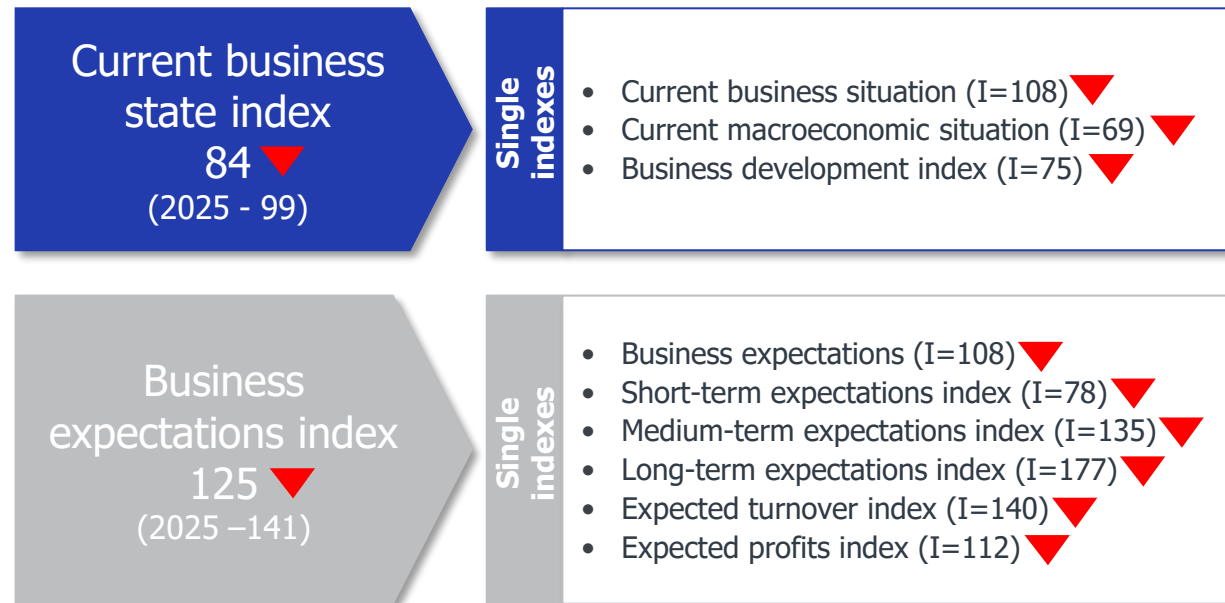 Current business
state index
84
(2025 - 99)
Single
indexes
• Current business situation (I=108)
• Current macroeconomic situation (I=69)
• Business development index (I=75)
Business
expectations index
125
(2025 –141)
Single
indexes
• Business expectations (I=108)
• Short-term expectations index (I=78)
• Medium-term expectations index (I=135)
• Long-term expectations index (I=177)
• Expected turnover index (I=140)
• Expected profits index (I=112)